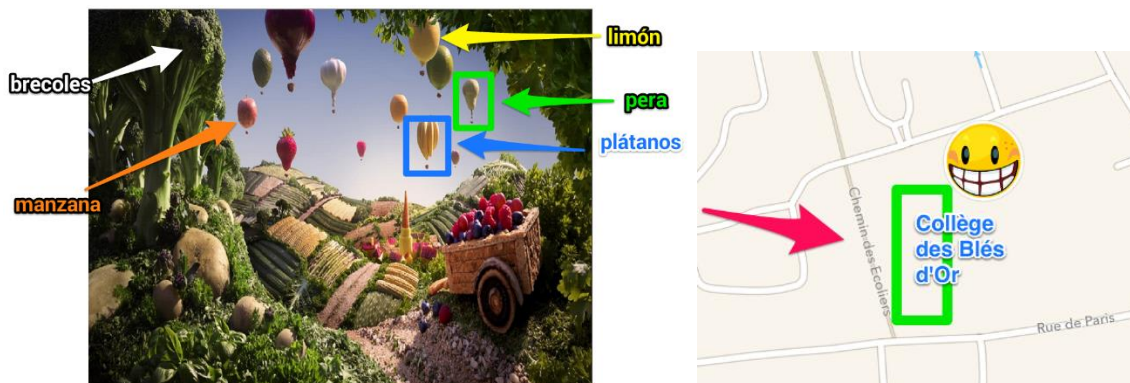 brecoles
manzana
limón
pera
plátanos
Chemin des Ecoliers
Collège
des Blés
d'Or
Rue de Paris